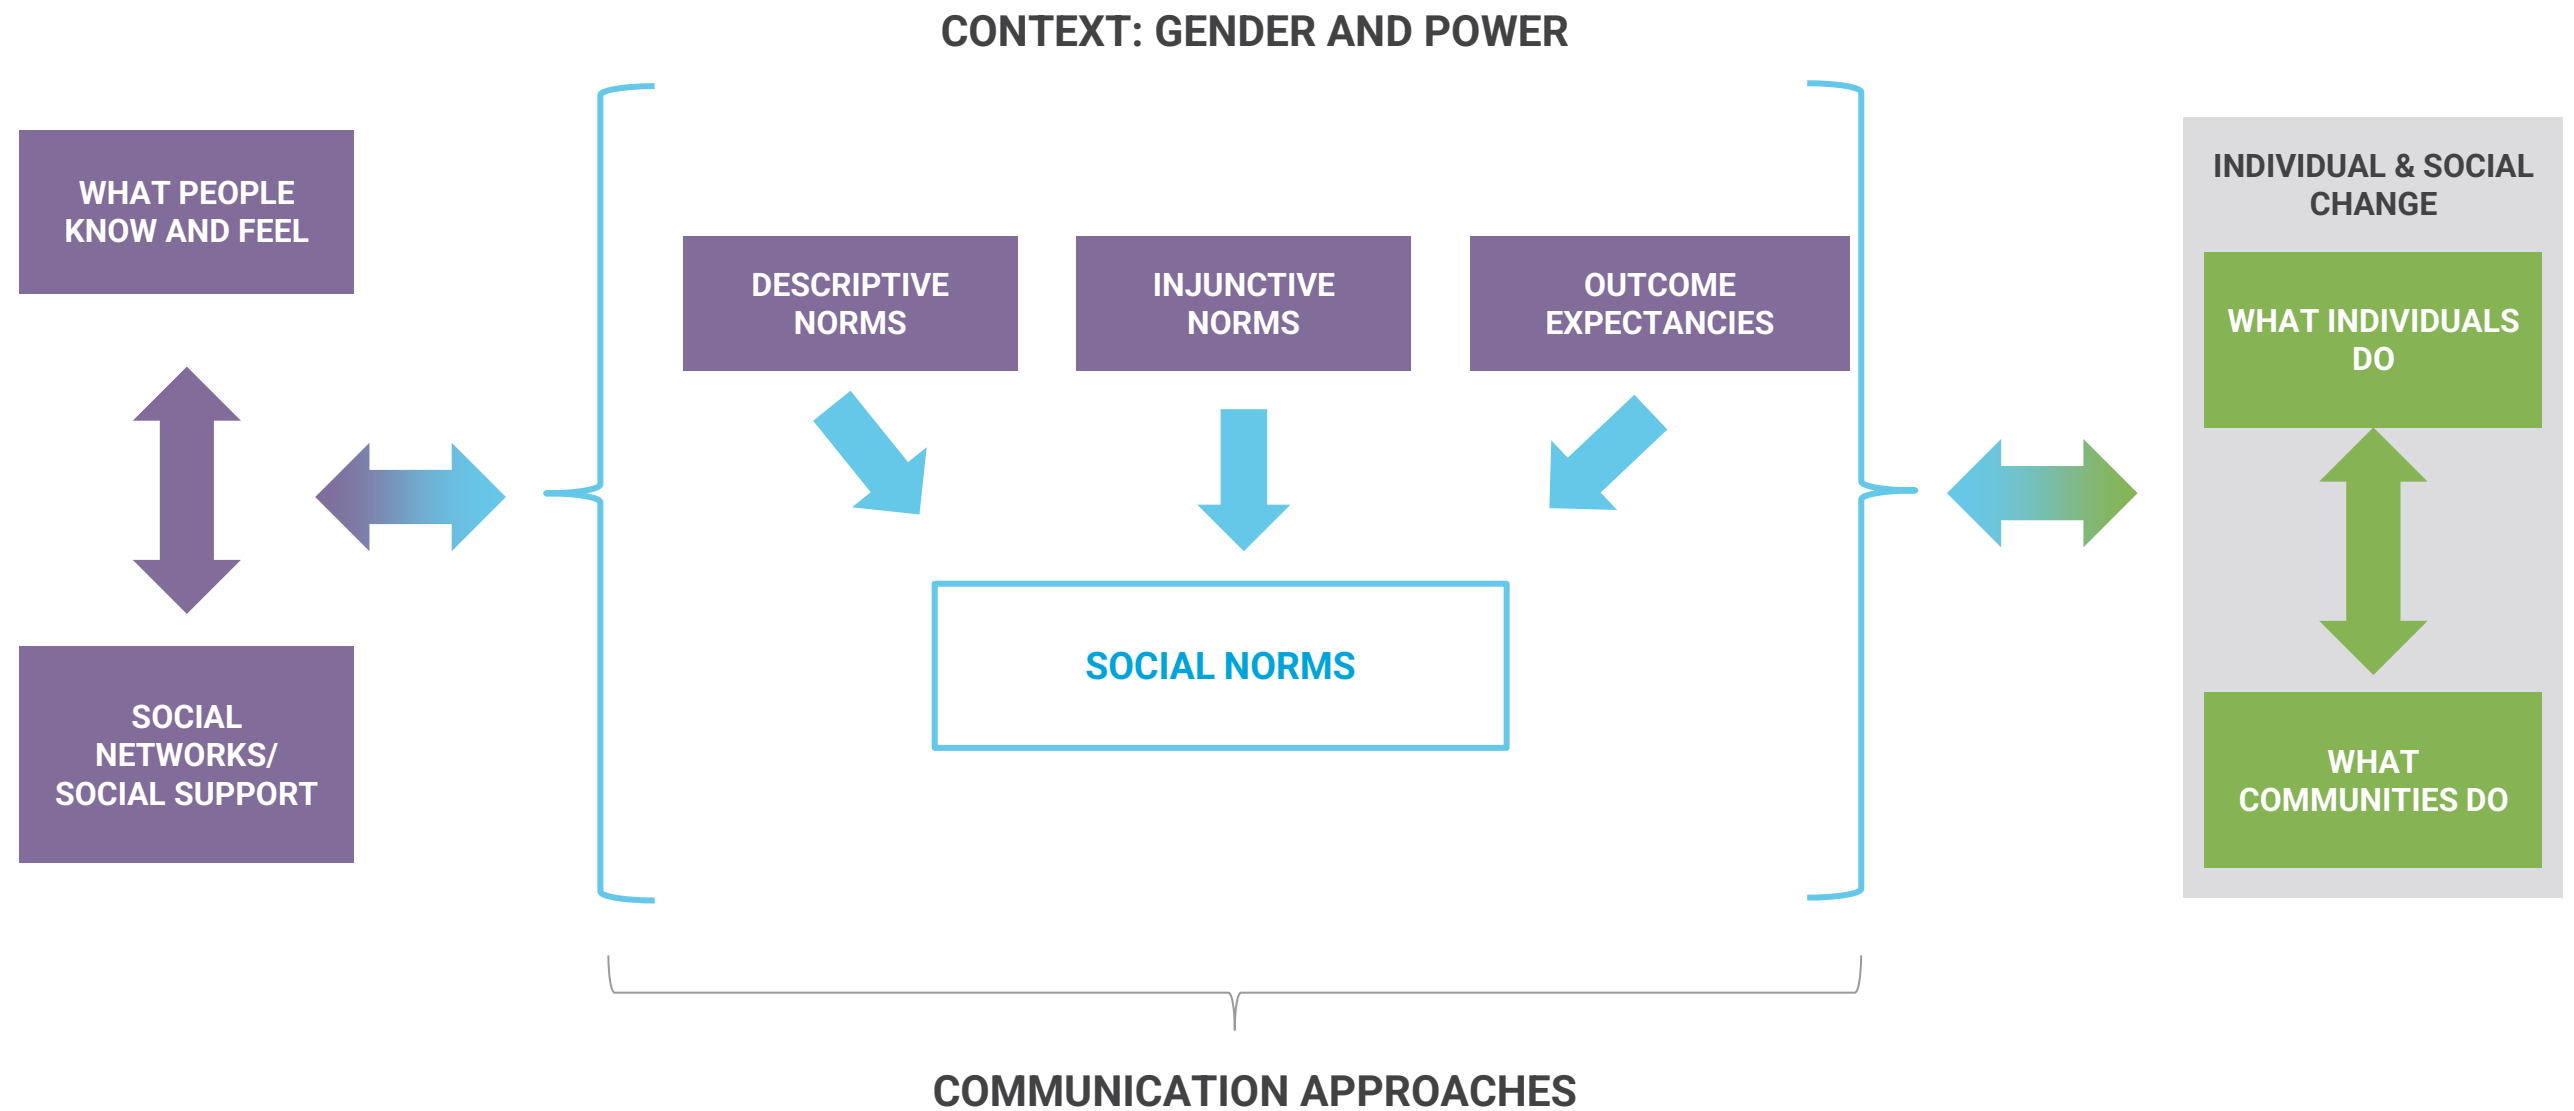 CONTEXT: GENDER AND POWER
WHAT PEOPLE
KNOW AND FEEL
SOCIAL
NETWORKS/
SOCIAL SUPPORT
DESCRIPTIVE
NORMS
INJUNCTIVE
NORMS
OUTCOME
EXPECTANCIES
SOCIAL NORMS
INDIVIDUAL & SOCIAL
CHANGE
WHAT INDIVIDUALS
DO
WHAT
COMMUNITIES DO
COMMUNICATION APPROACHES